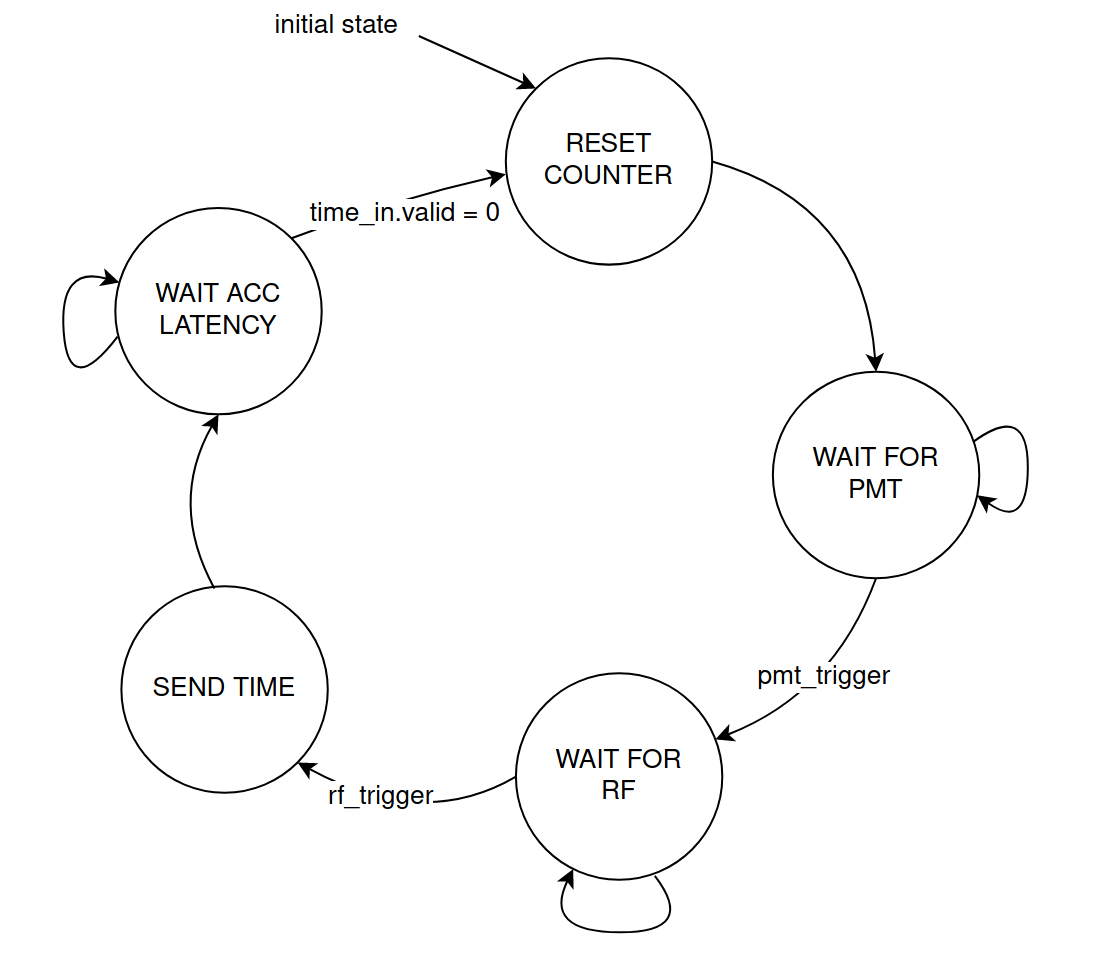 initial state
RESET
COUNTER
time_in.valid = 0
WAIT ACC
LATENCY
WAIT FOR
PMT
pmt_trigger
SEND TIME
WAIT FOR
RF
rf_trigger